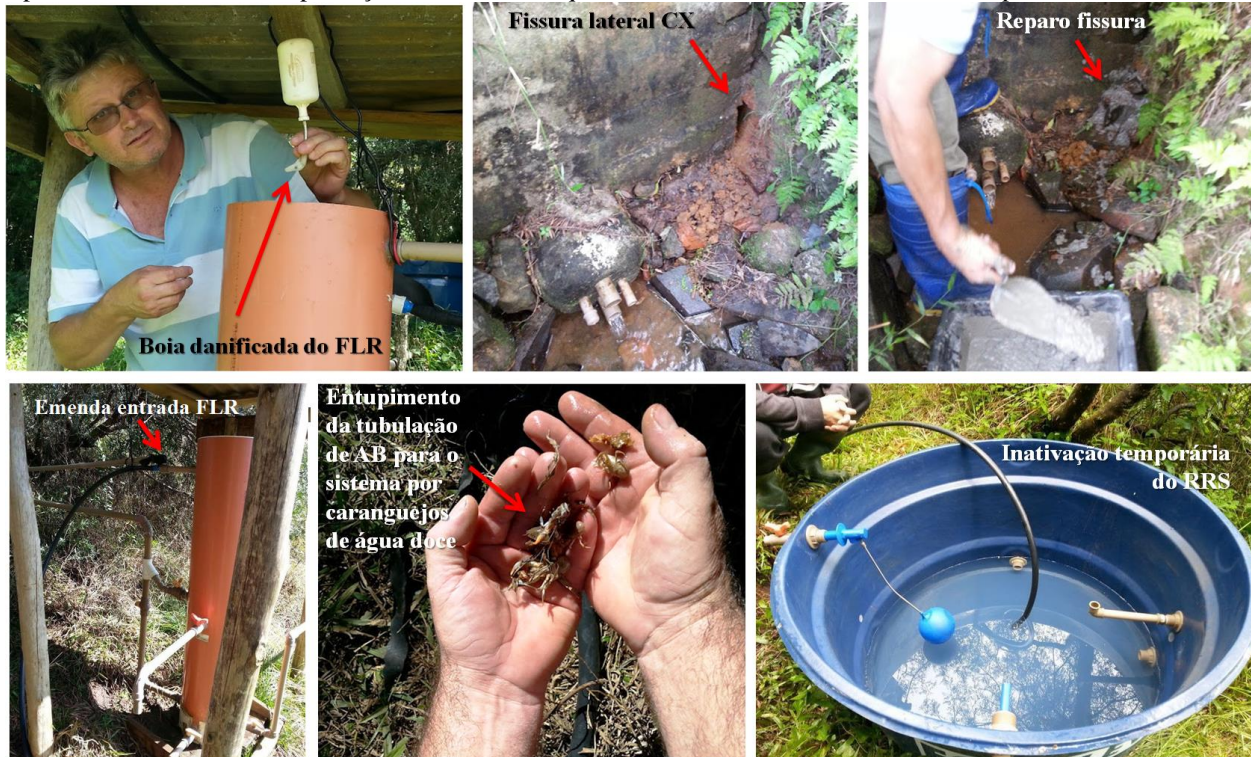 Fissura lateral CX
Reparo fissura
Boia danificada do FLR
Emenda entrada FLR
Entupimento
da tubulação
de AB para o
sistema por
caranguejos
de água doce
Inativação temporária
do RRS